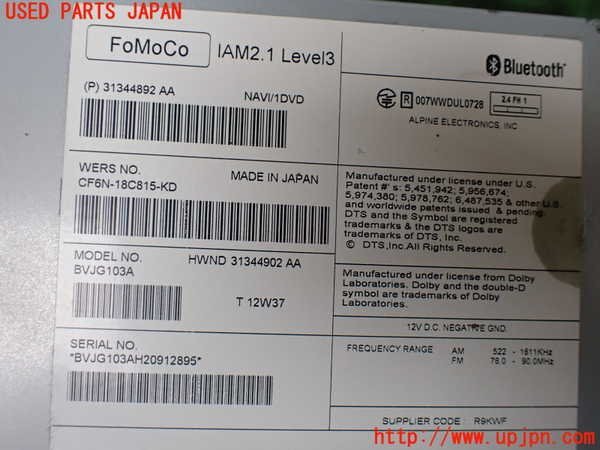 USED PARTS JAPAN
FoMoCo
IAM2.1 Level3
(P) 31344892 AA
NAVI/1DVD
WERS NO.
MADE IN JAPAN
CF6N-18C815-KD
MODEL NO.
HWND 31344902 AA
BVJG103A
T 12W37
SERIAL NO.
*BVJG103AH20912895*
Bluetooth®
R 007WWDUL0728
2.4 FH 1
ALPINE ELECTRONICS, INC
Manufactured under license under U.S.
Patent #' s: 5,451,942; 5,956,674;
5,974,380; 5,978,762; 6,487,535 & other U.S.
and worldwide patents issued & pending.
DTS and the Symbol are registered
trademarks & the DTS logos are
trademarks of DTS, Inc.
© DTS,Inc.All Rights Reserved.
Manufactured under license from Dolby
Laboratories. Dolby and the double-D
symbol are trademarks of Dolby
Laboratories.
12V D.C. NEGATIVE GND.
FREQUENCY RANGE AM 522 - 1611KHz
FM 76.0 - 90.0MHz
SUPPLIER CODE : R9KWF
http://www.upjpn.com/